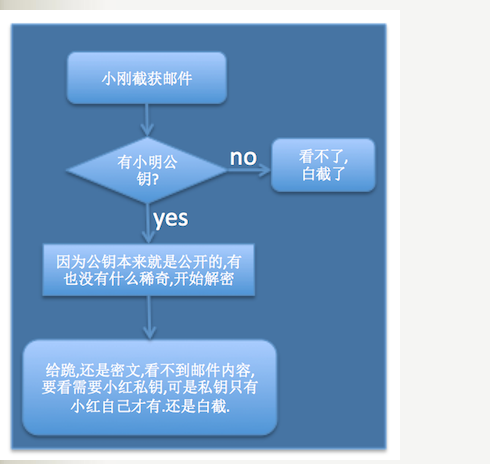 小刚截获邮件
有小明公
钥?
no
看不了,
白截了
yes
因为公钥本来就是公开的,有
也没有什么稀奇,开始解密
给跪,还是密文,看不到邮件内容,
要看需要小红私钥,可是私钥只有
小红自己才有.还是白截.